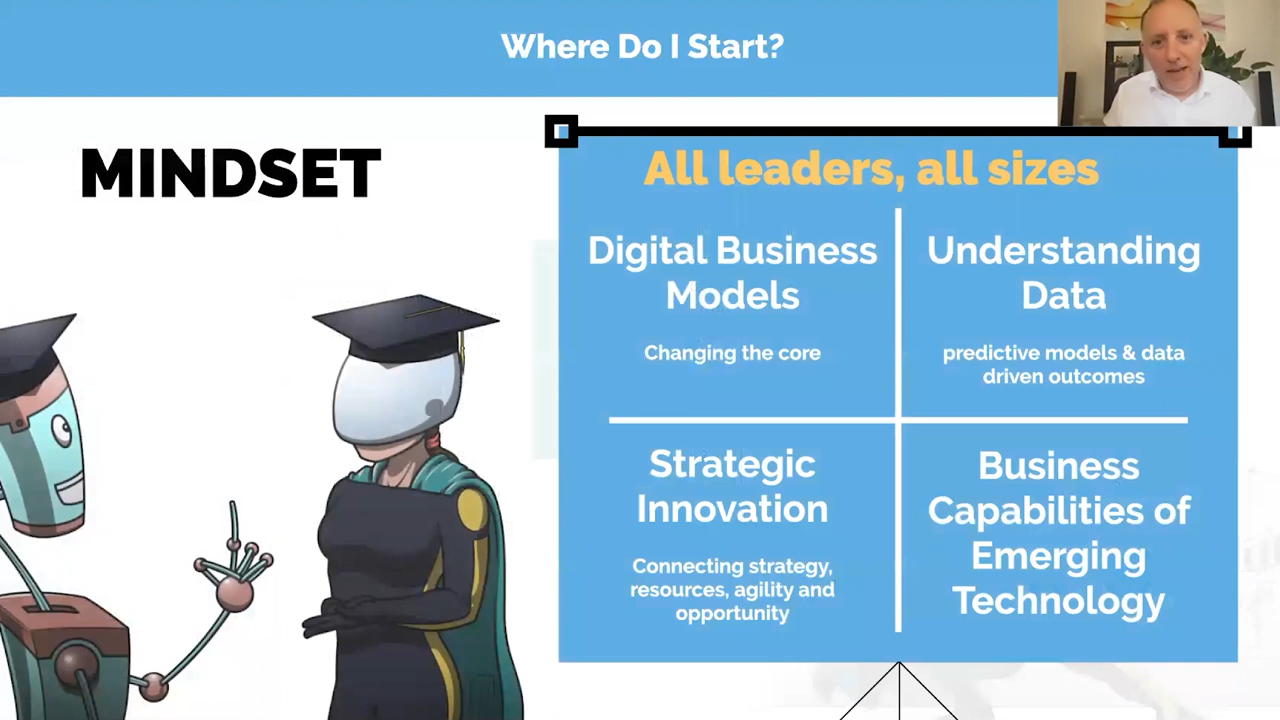 Where Do I Start?
MINDSET
All leaders, all sizes
Digital Business
Models
Changing the core
Understanding
Data
predictive models & data
driven outcomes
Strategic
Innovation
Connecting strategy,
resources, agility and
opportunity
Business
Capabilities of
Emerging
Technology